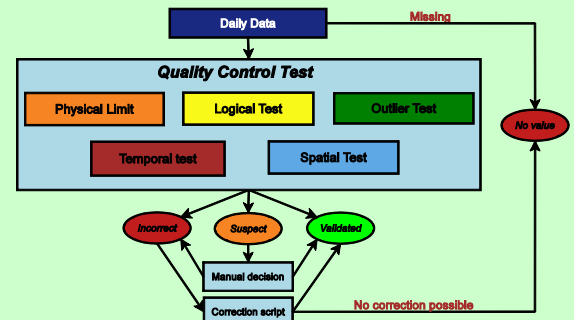 Daily Data
Missing
Quality Control Test
Physical Limit
Logical Test
Outlier Test
No value
Temporal test
Spatial Test
Incorrect
Suspect
Validated
Manual decision
No correction possible
Correction script